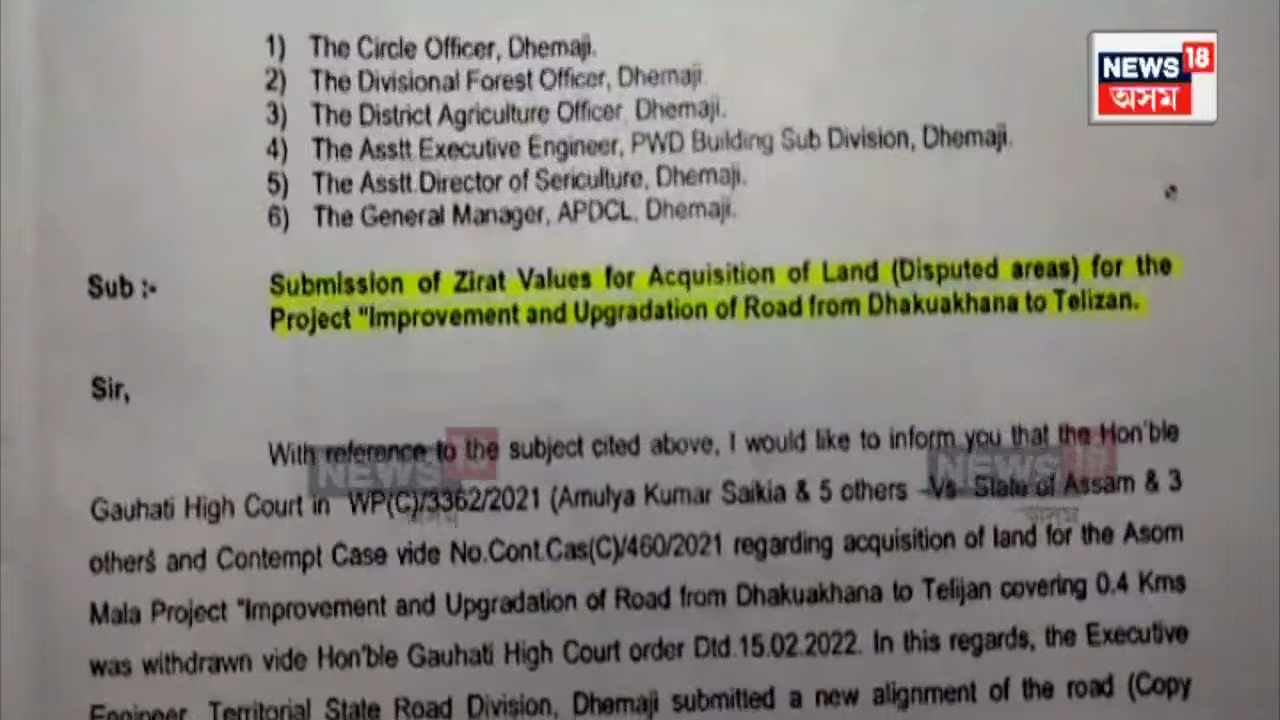 1) The Circle Officer, Dhemaji.
2) The Divisional Forest Officer, Dhemaji.
3) The District Agriculture Officer, Dhemaji.
4) The Asstt Executive Engineer, PWD Building Sub Division, Dhemaji.
5) The Asstt.Director of Sericulture, Dhemaji.
6) The General Manager, APDCL, Dhemaji.
NEWS 18
অসম
Sub :- Submission of Zirat Values for Acquisition of Land (Disputed areas) for the
Project "Improvement and Upgradation of Road from Dhakuakhana to Telizan.
Sir,
With reference to the subject cited above, I would like to inform you that the Hon'ble
Gauhati High Court in WP(C)/3362/2021 (Amulya Kumar Saikia & 5 others -Vs- State of Assam & 3
others and Contempt Case vide No.Cont.Cas(C)/460/2021 regarding acquisition of land for the Asom
Mala Project "Improvement and Upgradation of Road from Dhakuakhana to Telijan covering 0.4 Kms
was withdrawn vide Hon'ble Gauhati High Court order Dtd.15.02.2022. In this regards, the Executive
Engineer, Territorial State Road Division, Dhemaji submitted a new alignment of the road (Copy
NEWS 18
অসম
NEWS 18
অসম